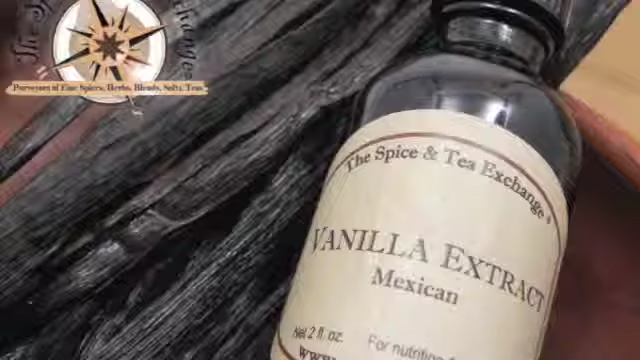 Purveyors of Fine Spices, Herbs, Blends, Salts, Teas
The Spice & Tea Exchange®
VANILLA EXTRACT
Mexican
Net 2 fl. oz.
For nutrition
www